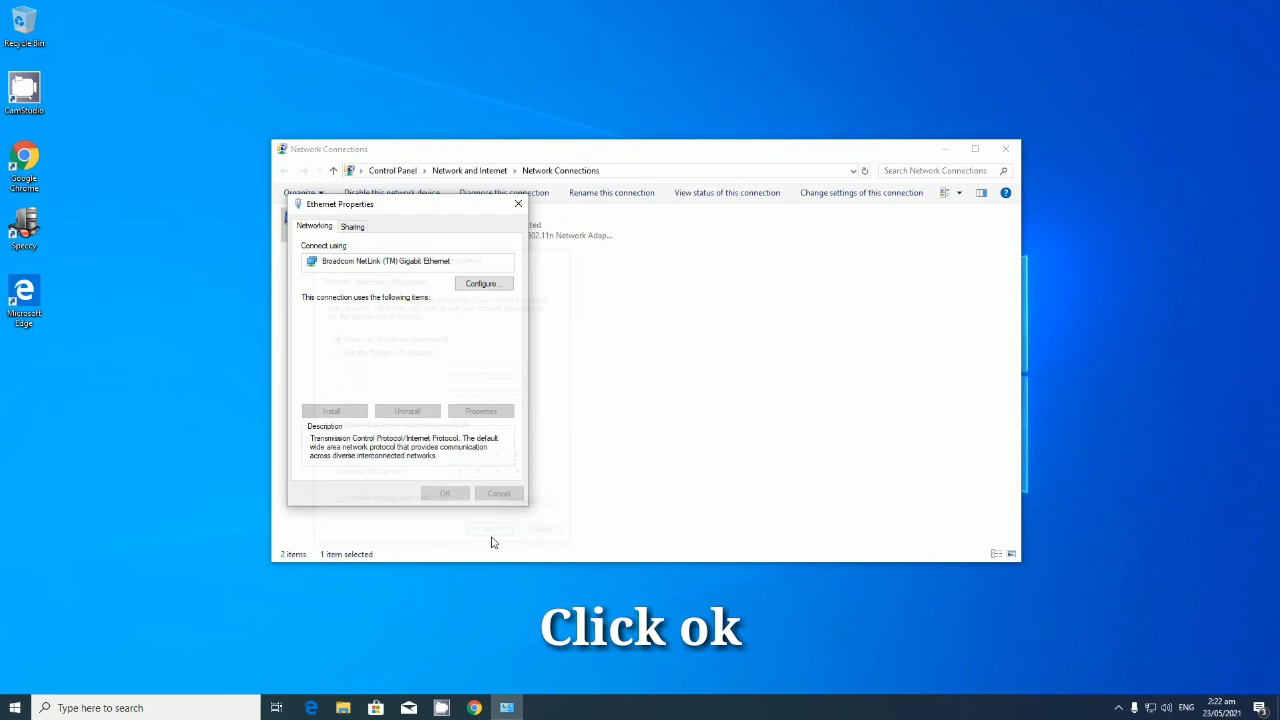 Recycle Bin
CamStudio
Google
Chrome
Speccy
Microsoft
Edge
Network Connections
Control Panel
Network and Internet
Network Connections
Search Network Connections
Organize
Disable this network device
Diagnose this connection
Rename this connection
View status of this connection
Change settings of this connection
Ethernet Properties
Networking
Sharing
802.11n Network Adap...
Connect using:
Broadcom NetLink (TM) Gigabit Ethernet
Configure...
This connection uses the following items:
Install
Uninstall
Properties
Description
Transmission Control Protocol/Internet Protocol. The default
wide area network protocol that provides communication
across diverse interconnected networks.
OK
Cancel
2 items
1 item selected
Click ok
Type here to search
ENG
2:22 am
23/05/2021